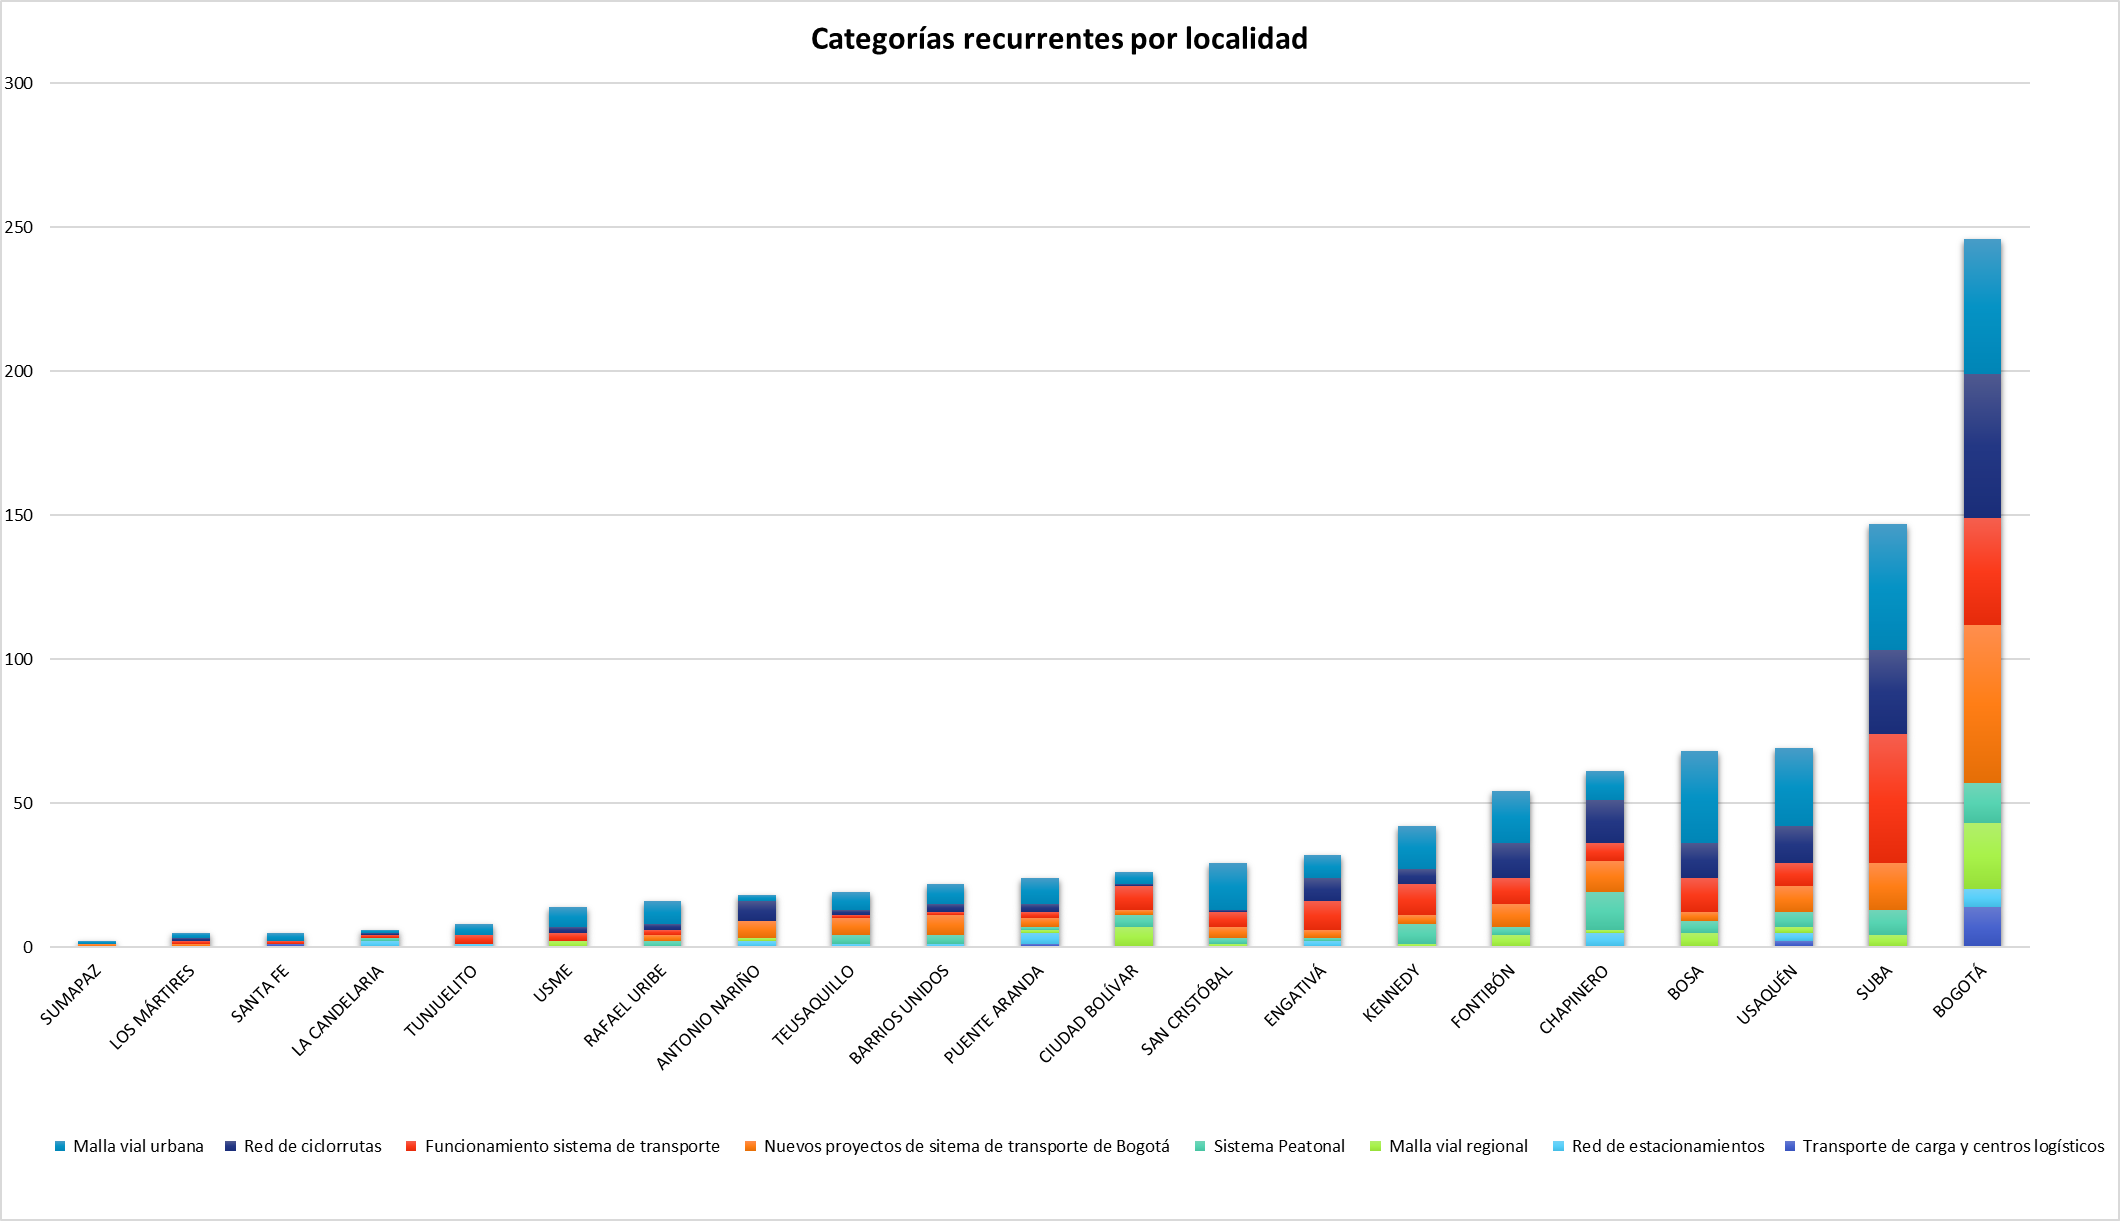 Categorías recurrentes por localidad
300
250
200
150
100
50
0
SUMAPAZ
LOS MÁRTIRES
SANTA FE
LA CANDELARIA
TUNJUELITO
USME
RAFAEL URIBE
ANTONIO NARIÑO
TEUSAQUILLO
BARRIOS UNIDOS
PUENTE ARANDA
CIUDAD BOLÍVAR
SAN CRISTÓBAL
ENGATIVÁ
KENNEDY
FONTIBÓN
CHAPINERO
BOSA
USAQUÉN
SUBA
BOGOTÁ
Malla vial urbana
Red de ciclorrutas
Funcionamiento sistema de transporte
Nuevos proyectos de sitema de transporte de Bogotá
Sistema Peatonal
Malla vial regional
Red de estacionamientos
Transporte de carga y centros logísticos